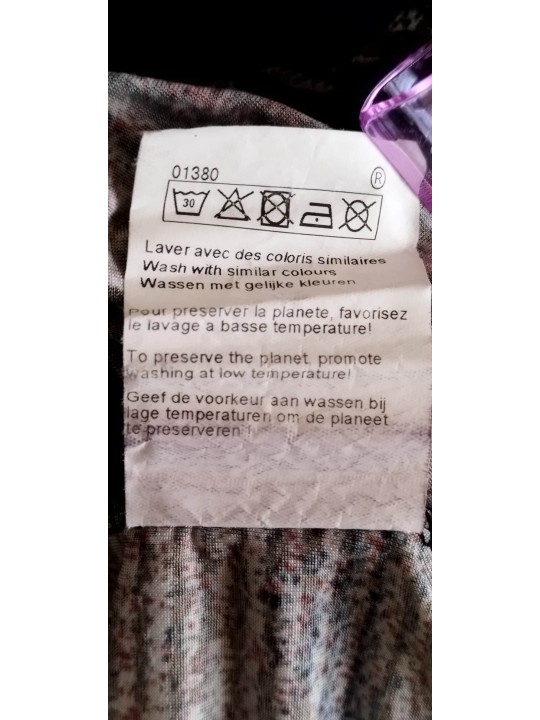 01380
®
30
Laver avec des coloris similaires
Wash with similar colours
Wassen met gelijke kleuren
Pour preserver la planete, favorisez
le lavage a basse temperature!
To preserve the planet, promote
washing at low temperature!
Geef de voorkeur aan wassen bij
lage temperaturen om de planeet
te preserveren !